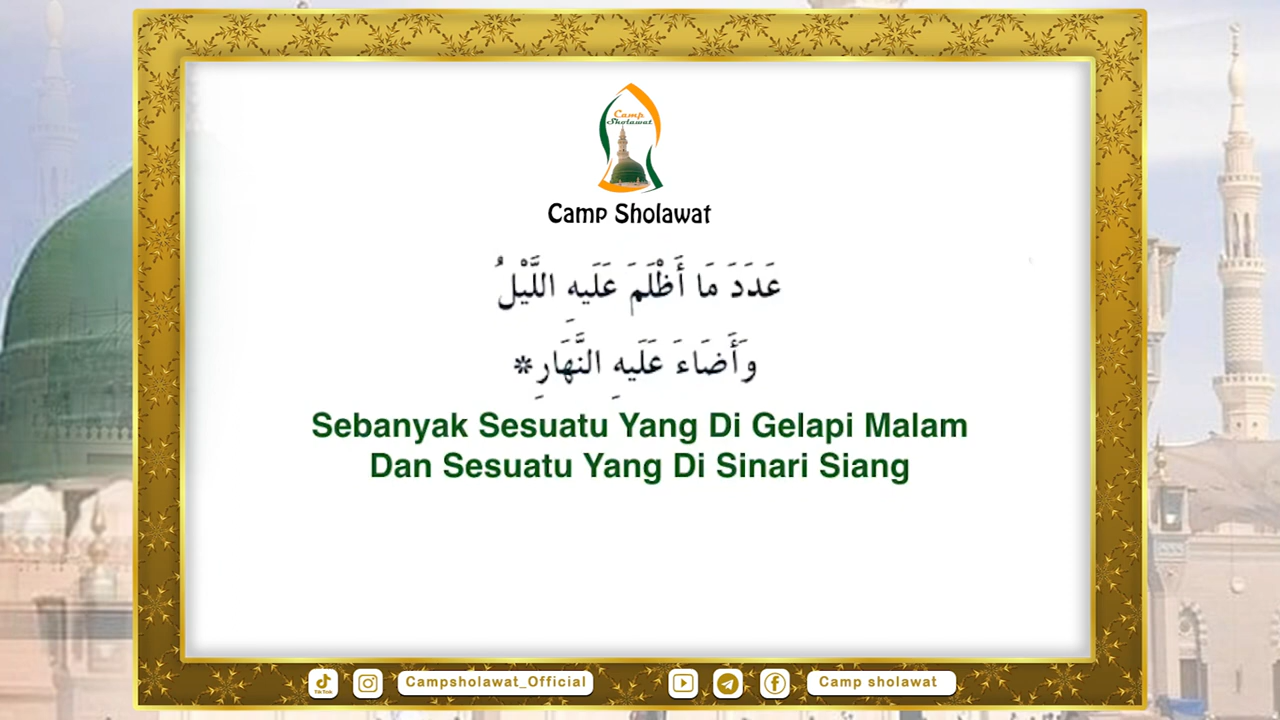 Camp
Sholawat
Camp Sholawat
عَدَدَ مَا أَظْلَمَ عَلَيهِ اللَّيْلُ
وَأَضَاءَ عَلَيهِ النَّهَارِ*
Sebanyak Sesuatu Yang Di Gelapi Malam
Dan Sesuatu Yang Di Sinari Siang
TikTok
Campsholawat_Official
Camp sholawat